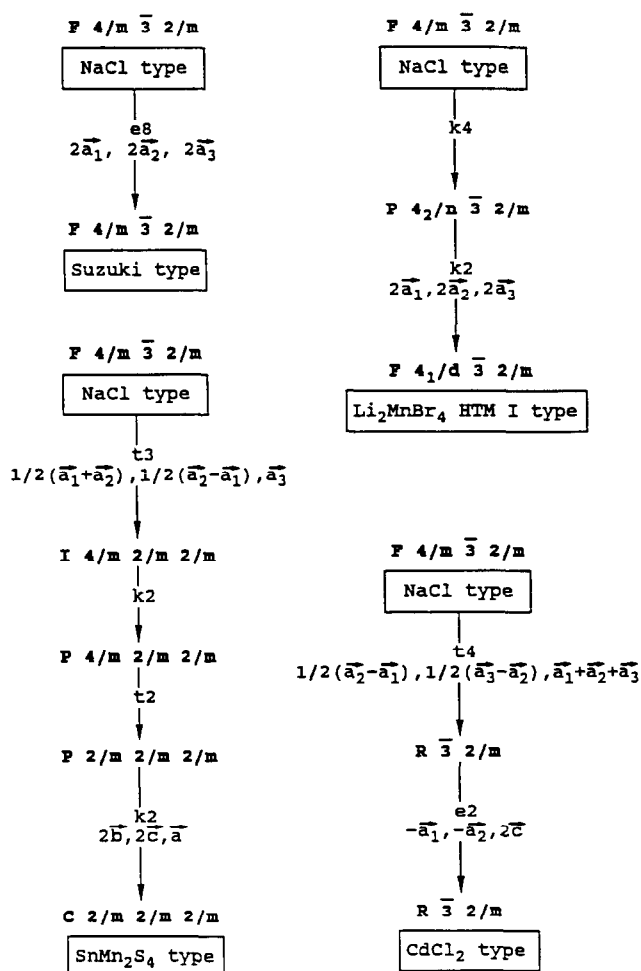 F 4/m 3̅ 2/m
NaCl type
e8
2a⃗₁, 2a⃗₂, 2a⃗₃
F 4/m 3̅ 2/m
Suzuki type
F 4/m 3̅ 2/m
NaCl type
t3
1/2(a⃗₁+a⃗₂),1/2(a⃗₂-a⃗₁),a⃗₃
I 4/m 2/m 2/m
k2
P 4/m 2/m 2/m
t2
P 2/m 2/m 2/m
k2
2b⃗,2c⃗,a⃗
C 2/m 2/m 2/m
SnMn₂S₄ type
F 4/m 3̅ 2/m
NaCl type
k4
P 4₂/n 3̅ 2/m
k2
2a⃗₁,2a⃗₂,2a⃗₃
F 4₁/d 3̅ 2/m
Li₂MnBr₄ HTM I type
F 4/m 3̅ 2/m
NaCl type
t4
1/2(a⃗₂-a⃗₁),1/2(a⃗₃-a⃗₂),a⃗₁+a⃗₂+a⃗₃
R 3̅ 2/m
e2
-a⃗₁,-a⃗₂,2c⃗
R 3̅ 2/m
CdCl₂ type